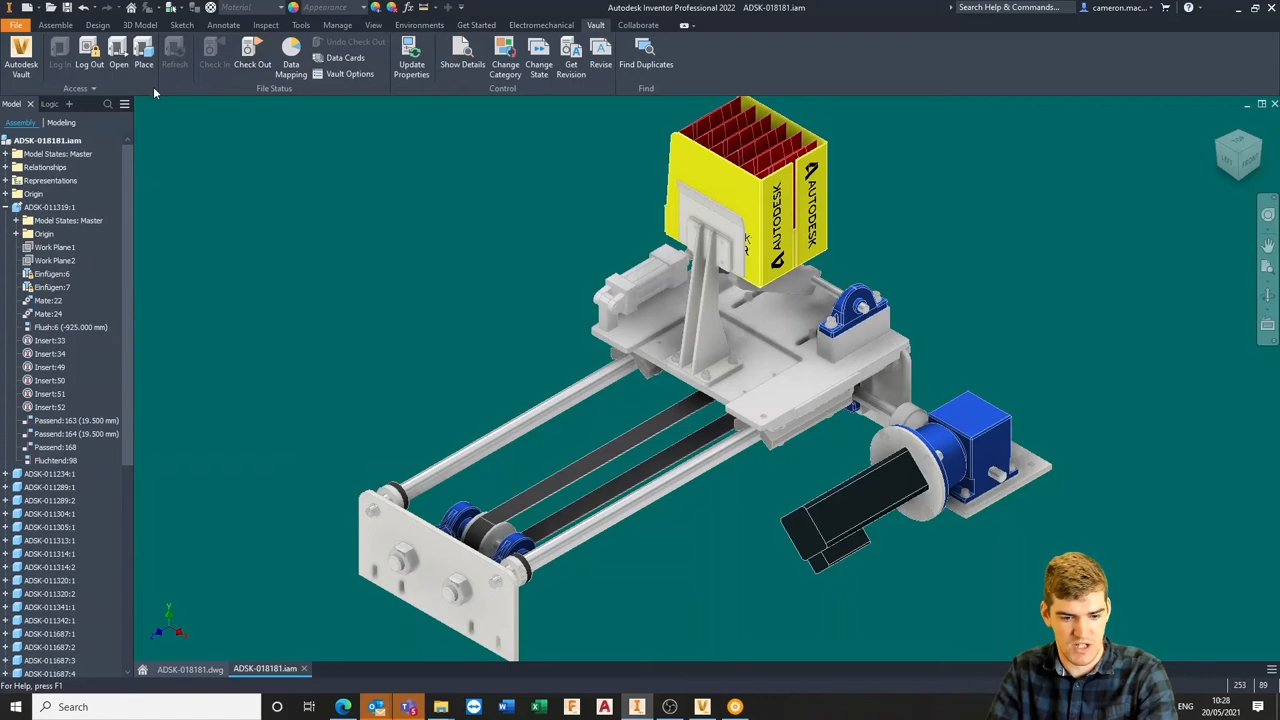 Material
Appearance
Autodesk Inventor Professional 2022 ADSK-018181.iam
Search Help & Commands...
cameron.mac...
File Assemble Design 3D Model Sketch Annotate Inspect Tools Manage View Environments Get Started Electromechanical Vault Collaborate
Autodesk Vault
Log In
Log Out
Open
Place
Refresh
Check In
Check Out
Data Mapping
Undo Check Out
Data Cards
Vault Options
Update Properties
Show Details
Change Category
Change State
Get Revision
Revise
Find Duplicates
Access
File Status
Control
Find
Model
iLogic
Assembly
Modeling
ADSK-018181.iam
Model States: Master
Relationships
Representations
Origin
ADSK-011319:1
Model States: Master
Origin
Work Plane1
Work Plane2
Einfügen:6
Einfügen:7
Mate:22
Mate:24
Flush:6 (-925.000 mm)
Insert:33
Insert:34
Insert:49
Insert:50
Insert:51
Insert:52
Passend:163 (19.500 mm)
Passend:164 (19.500 mm)
Passend:168
Fluchtend:98
ADSK-011234:1
ADSK-011289:1
ADSK-011289:2
ADSK-011304:1
ADSK-011305:1
ADSK-011313:1
ADSK-011314:1
ADSK-011314:2
ADSK-011320:1
ADSK-011320:2
ADSK-011341:1
ADSK-011342:1
ADSK-011687:1
ADSK-011687:2
ADSK-011687:3
ADSK-011687:4
AUTODESK
AUTODESK
K
R
Y
ADSK-018181.dwg
ADSK-018181.iam
For Help, press F1
253 89
Search
ENG
10:28
20/05/2021